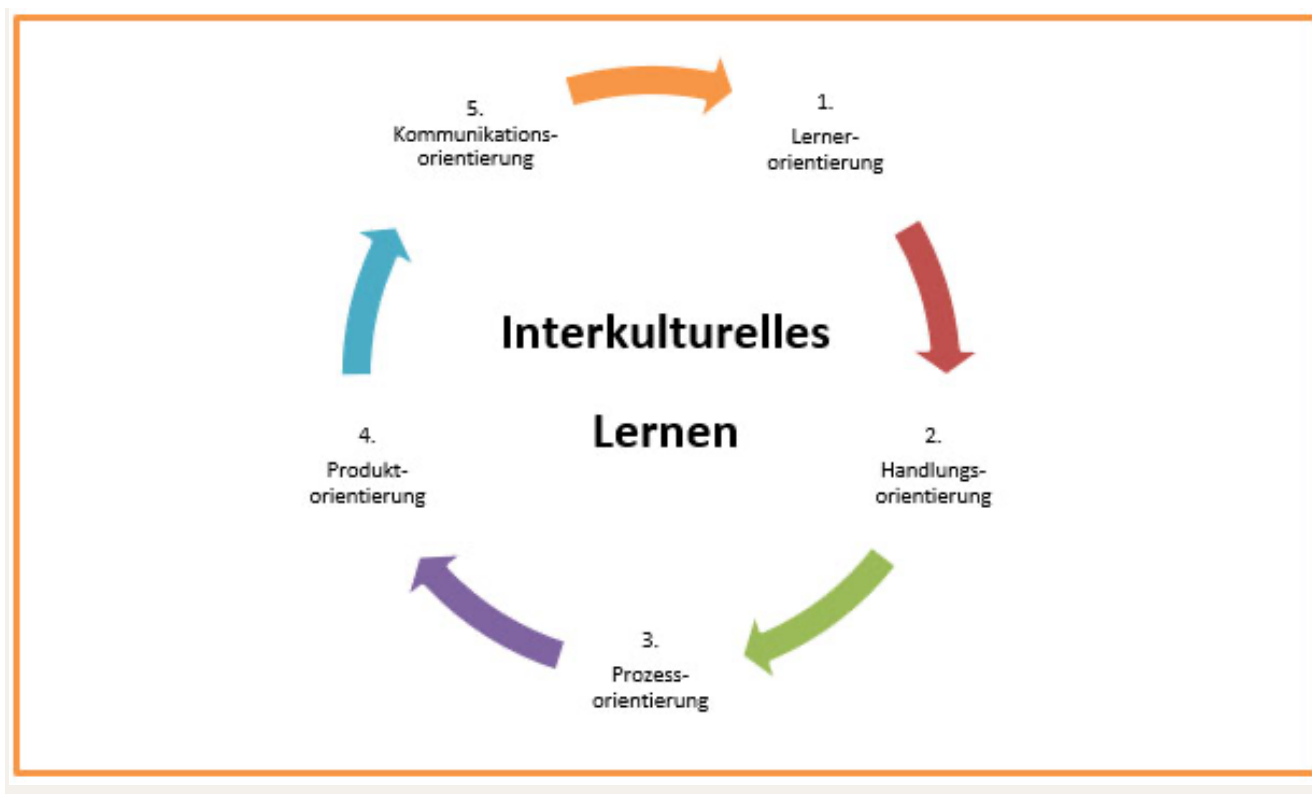 Interkulturelles
Lernen
1.
Lerner-
orientierung
2.
Handlungs-
orientierung
3.
Prozess-
orientierung
4.
Produkt-
orientierung
5.
Kommunikations-
orientierung